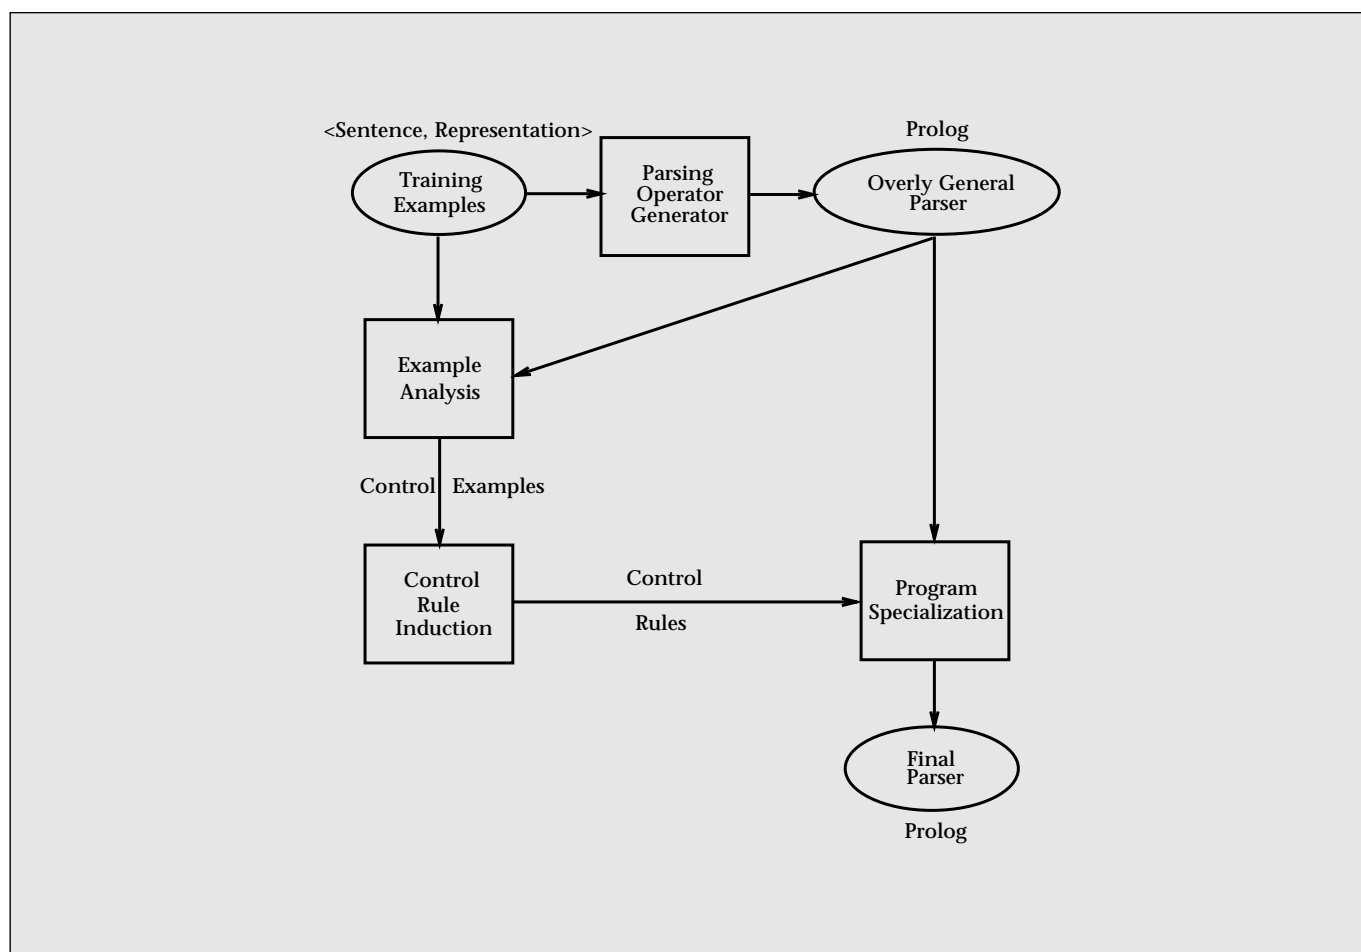 <Sentence, Representation>
Training
Examples
Parsing
Operator
Generator
Prolog
Overly General
Parser
Example
Analysis
Control Examples
Control
Rule
Induction
Control
Rules
Program
Specialization
Final
Parser
Prolog